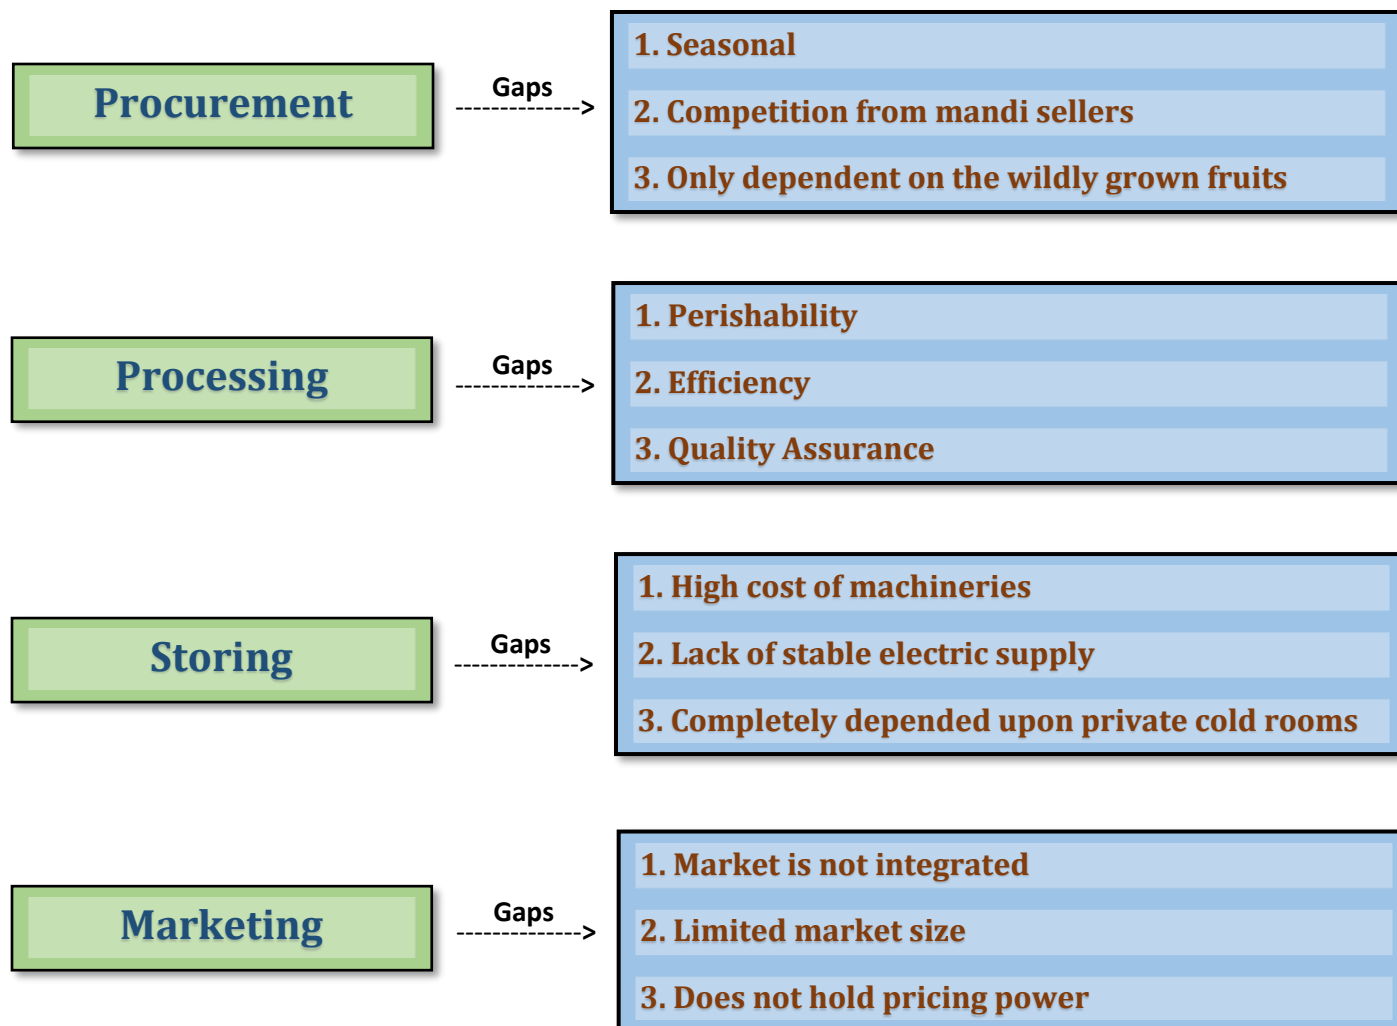 Procurement
Gaps
1. Seasonal
2. Competition from mandi sellers
3. Only dependent on the wildly grown fruits
Processing
Gaps
1. Perishability
2. Efficiency
3. Quality Assurance
Storing
Gaps
1. High cost of machineries
2. Lack of stable electric supply
3. Completely depended upon private cold rooms
Marketing
Gaps
1. Market is not integrated
2. Limited market size
3. Does not hold pricing power